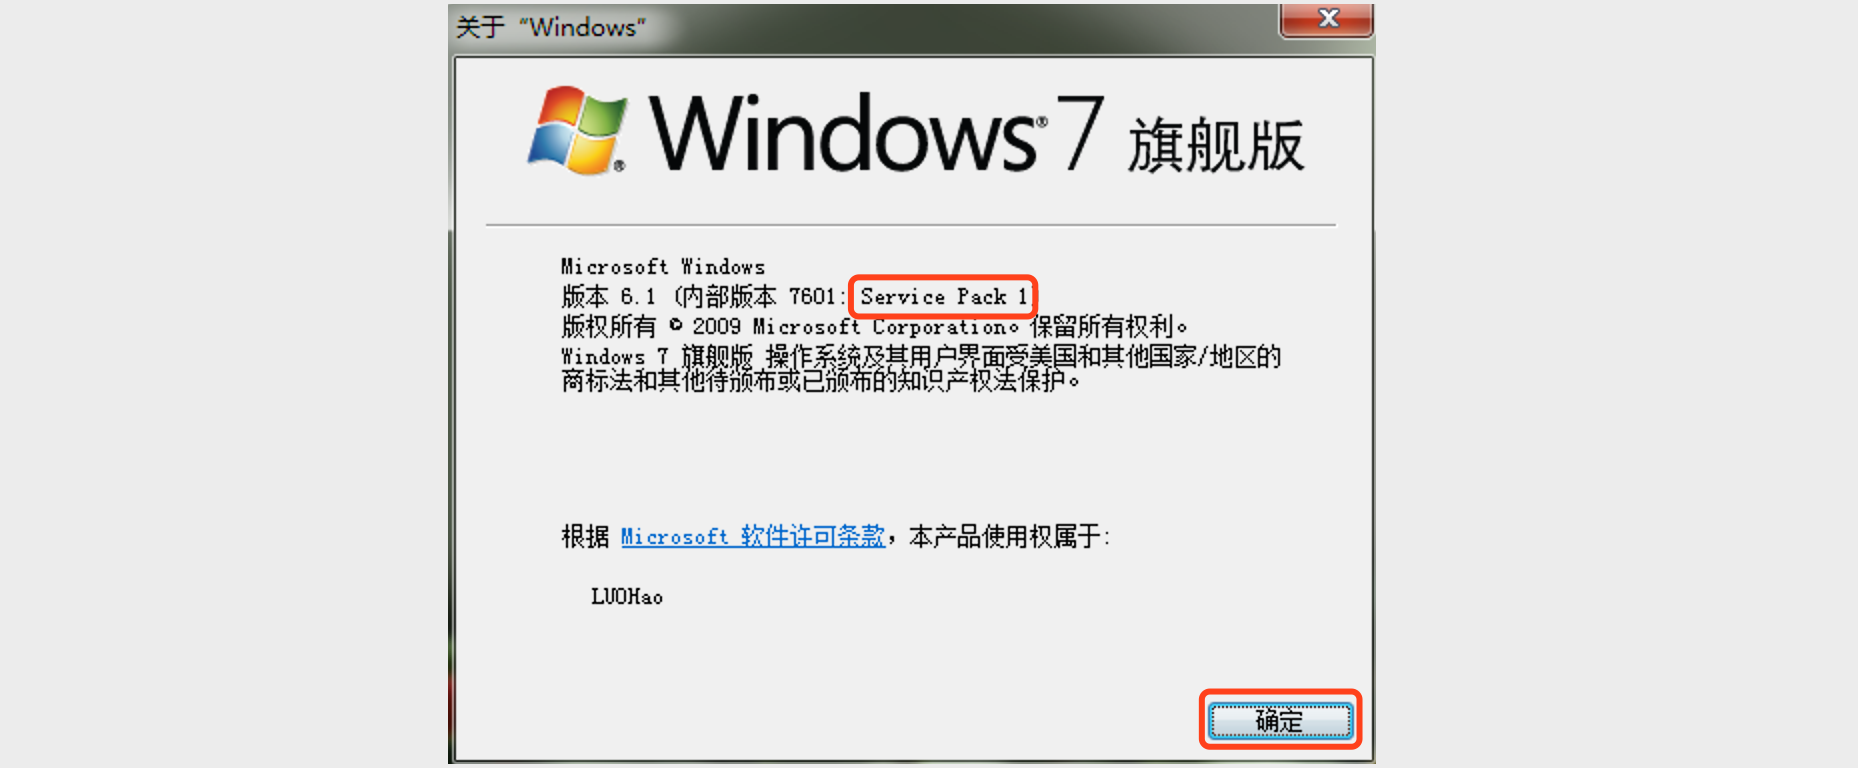 关于 “Windows”
Windows® 7 旗舰版
Microsoft Windows
版本 6.1 (内部版本 7601: Service Pack 1)
版权所有 © 2009 Microsoft Corporation。保留所有权利。
Windows 7 旗舰版 操作系统及其用户界面受美国和其他国家/地区的
商标法和其他待颁布或已颁布的知识产权法保护。
根据 Microsoft 软件许可条款，本产品使用权属于:
LUOHao
确定